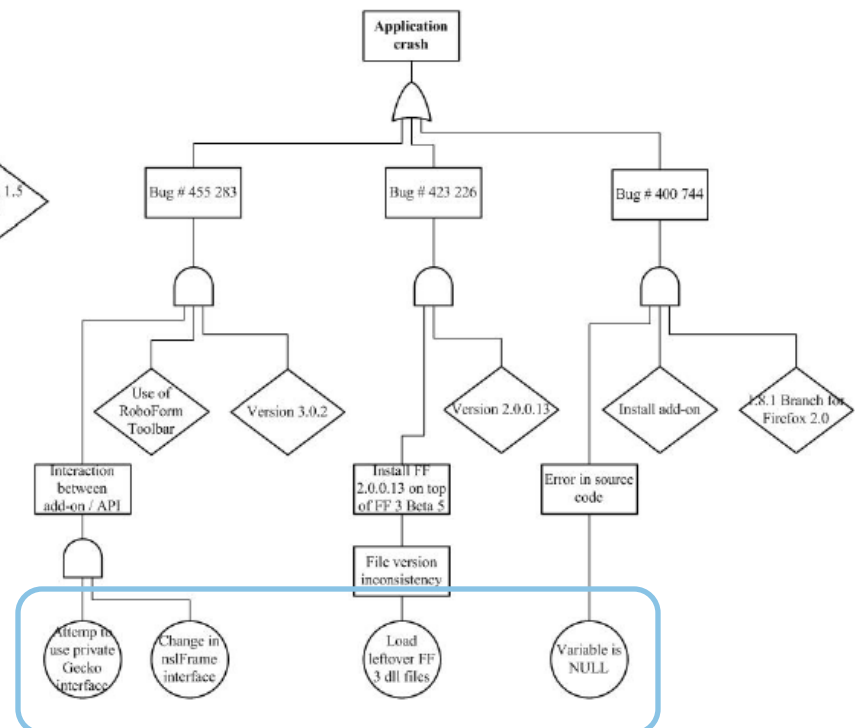 Application
crash
1.5
Bug # 455 283
Bug # 423 226
Bug # 400 744
Use of
RoboForm
Toolbar
Version 3.0.2
Version 2.0.0.13
Install add-on
1.8.1 Branch for
Firefox 2.0
Interaction
between
add-on / API
Install FF
2.0.0.13 on top
of FF 3 Beta 5
Error in source
code
File version
inconsistency
Attemp to
use private
Gecko
interface
Change in
nsIFrame
interface
Load
leftover FF
3 dll files
Variable is
NULL